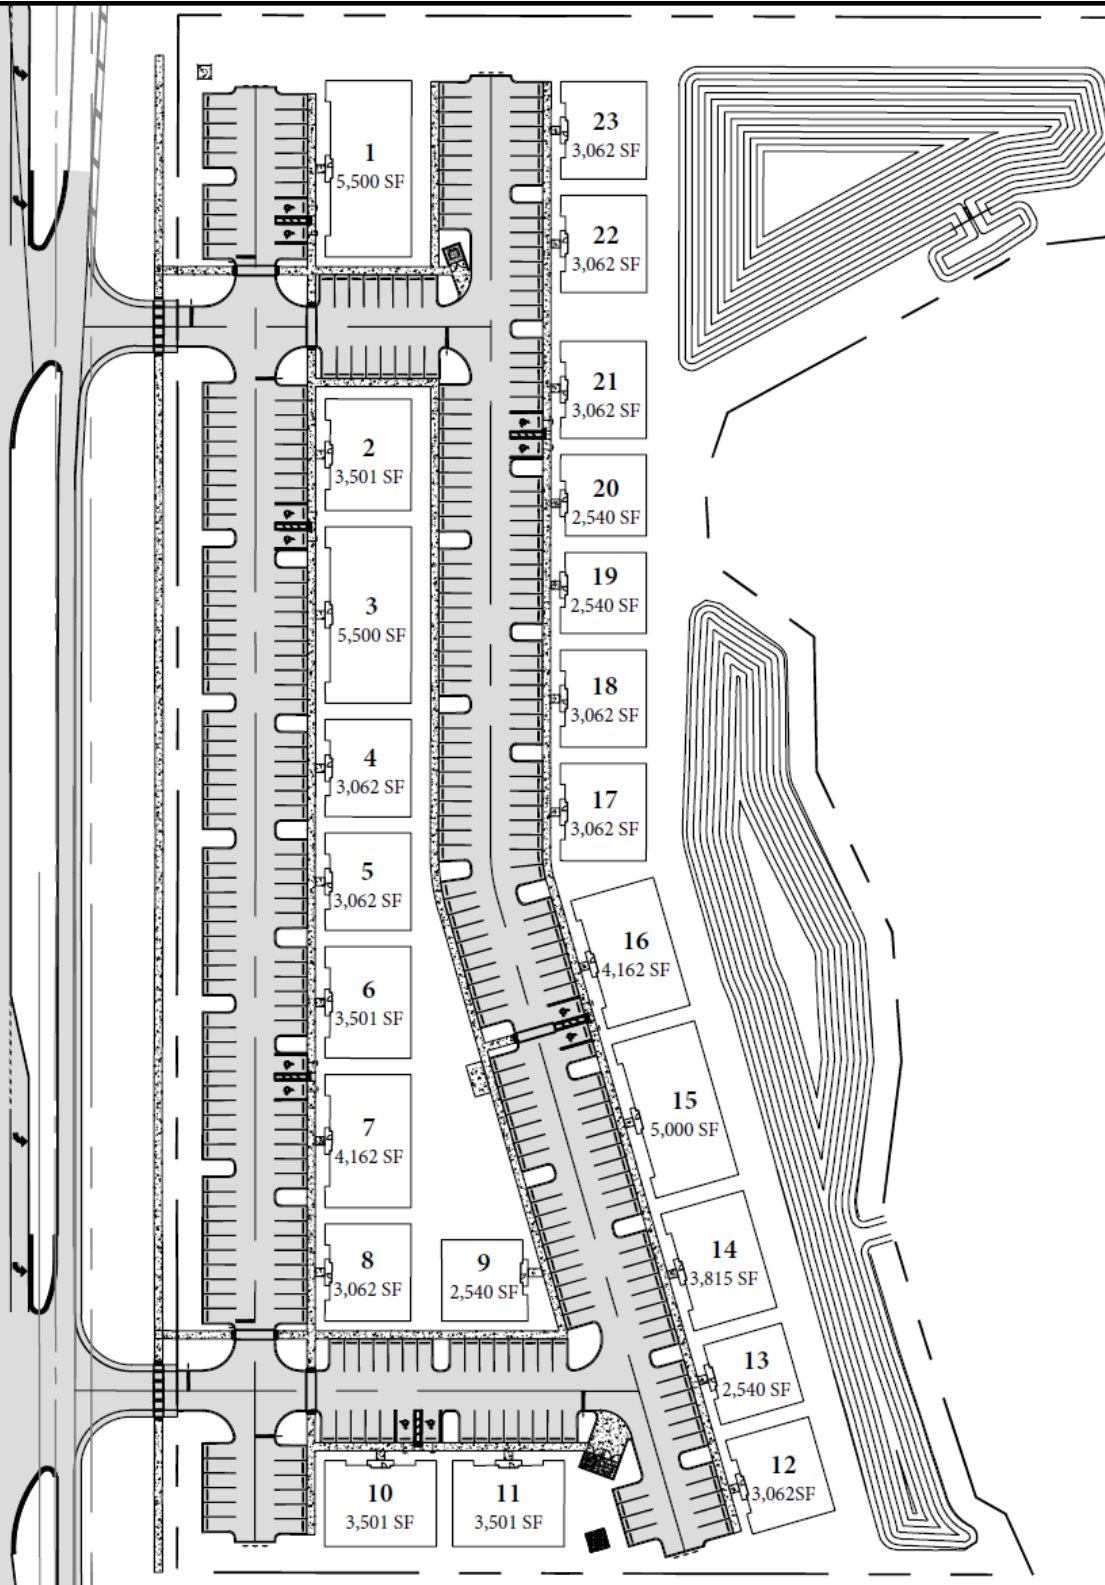 1
5,500 SF
23
3,062 SF
22
3,062 SF
21
3,062 SF
2
3,501 SF
20
2,540 SF
19
2,540 SF
3
5,500 SF
18
3,062 SF
4
3,062 SF
17
3,062 SF
5
3,062 SF
16
4,162 SF
6
3,501 SF
15
5,000 SF
7
4,162 SF
14
3,815 SF
8
3,062 SF
9
2,540 SF
13
2,540 SF
12
3,062SF
10
3,501 SF
11
3,501 SF